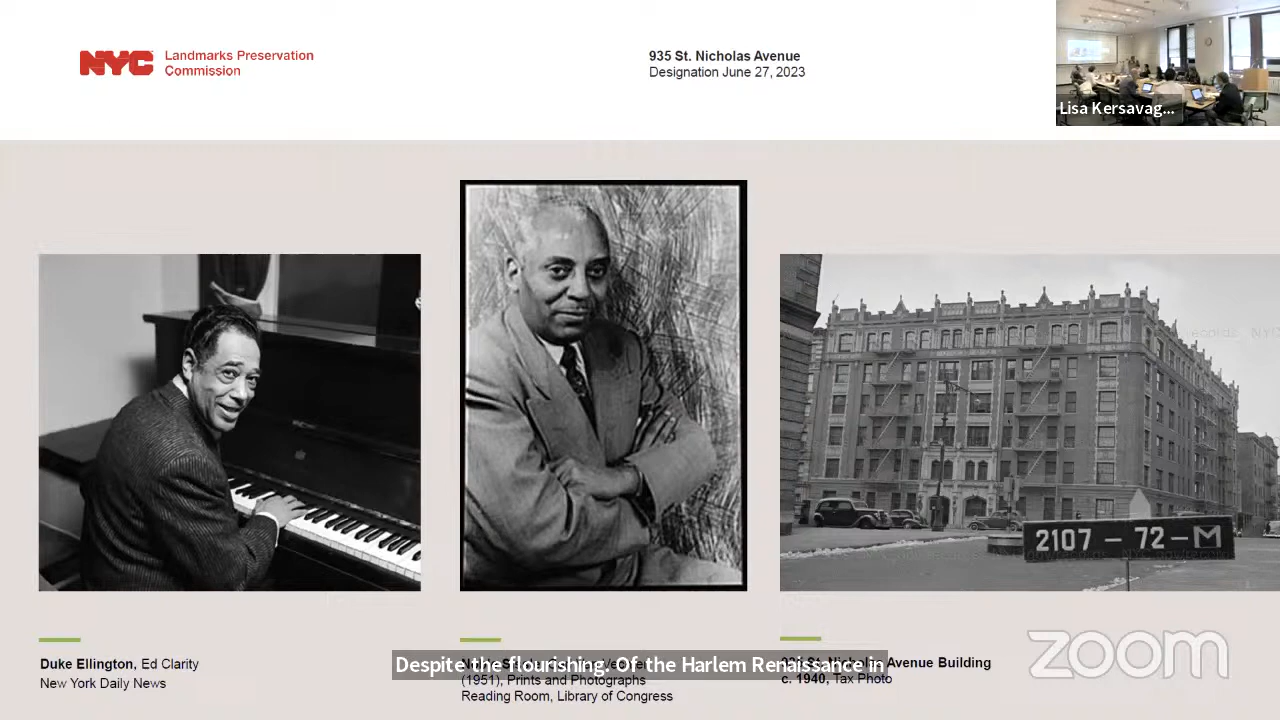 NYC
Landmarks Preservation
Commission
935 St. Nicholas Avenue
Designation June 27, 2023
Lisa Kersavag...
2107 - 72 - M
Duke Ellington, Ed Clarity
New York Daily News
(1951), Prints and Photographs
Reading Room, Library of Congress
Avenue Building
c. 1940, Tax Photo
Despite the flourishing. Of the Harlem Renaissance in
zoom